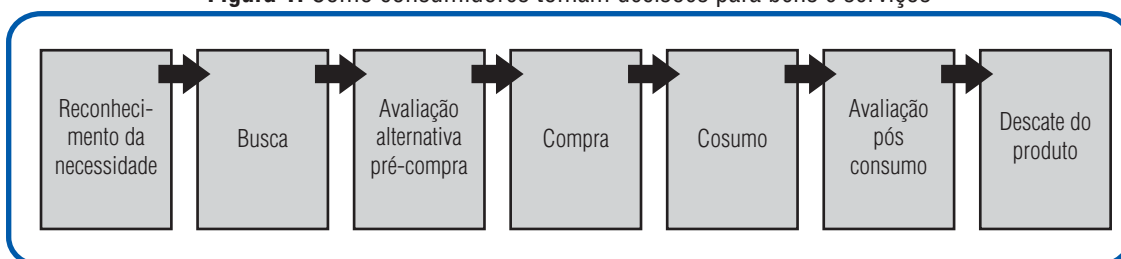 Figura 1. Como consumidores tomam decisões para bens e serviços
Reconheci-
mento da
necessidade
Busca
Avaliação
alternativa
pré-compra
Compra
Cosumo
Avaliação
pós
consumo
Descate do
produto